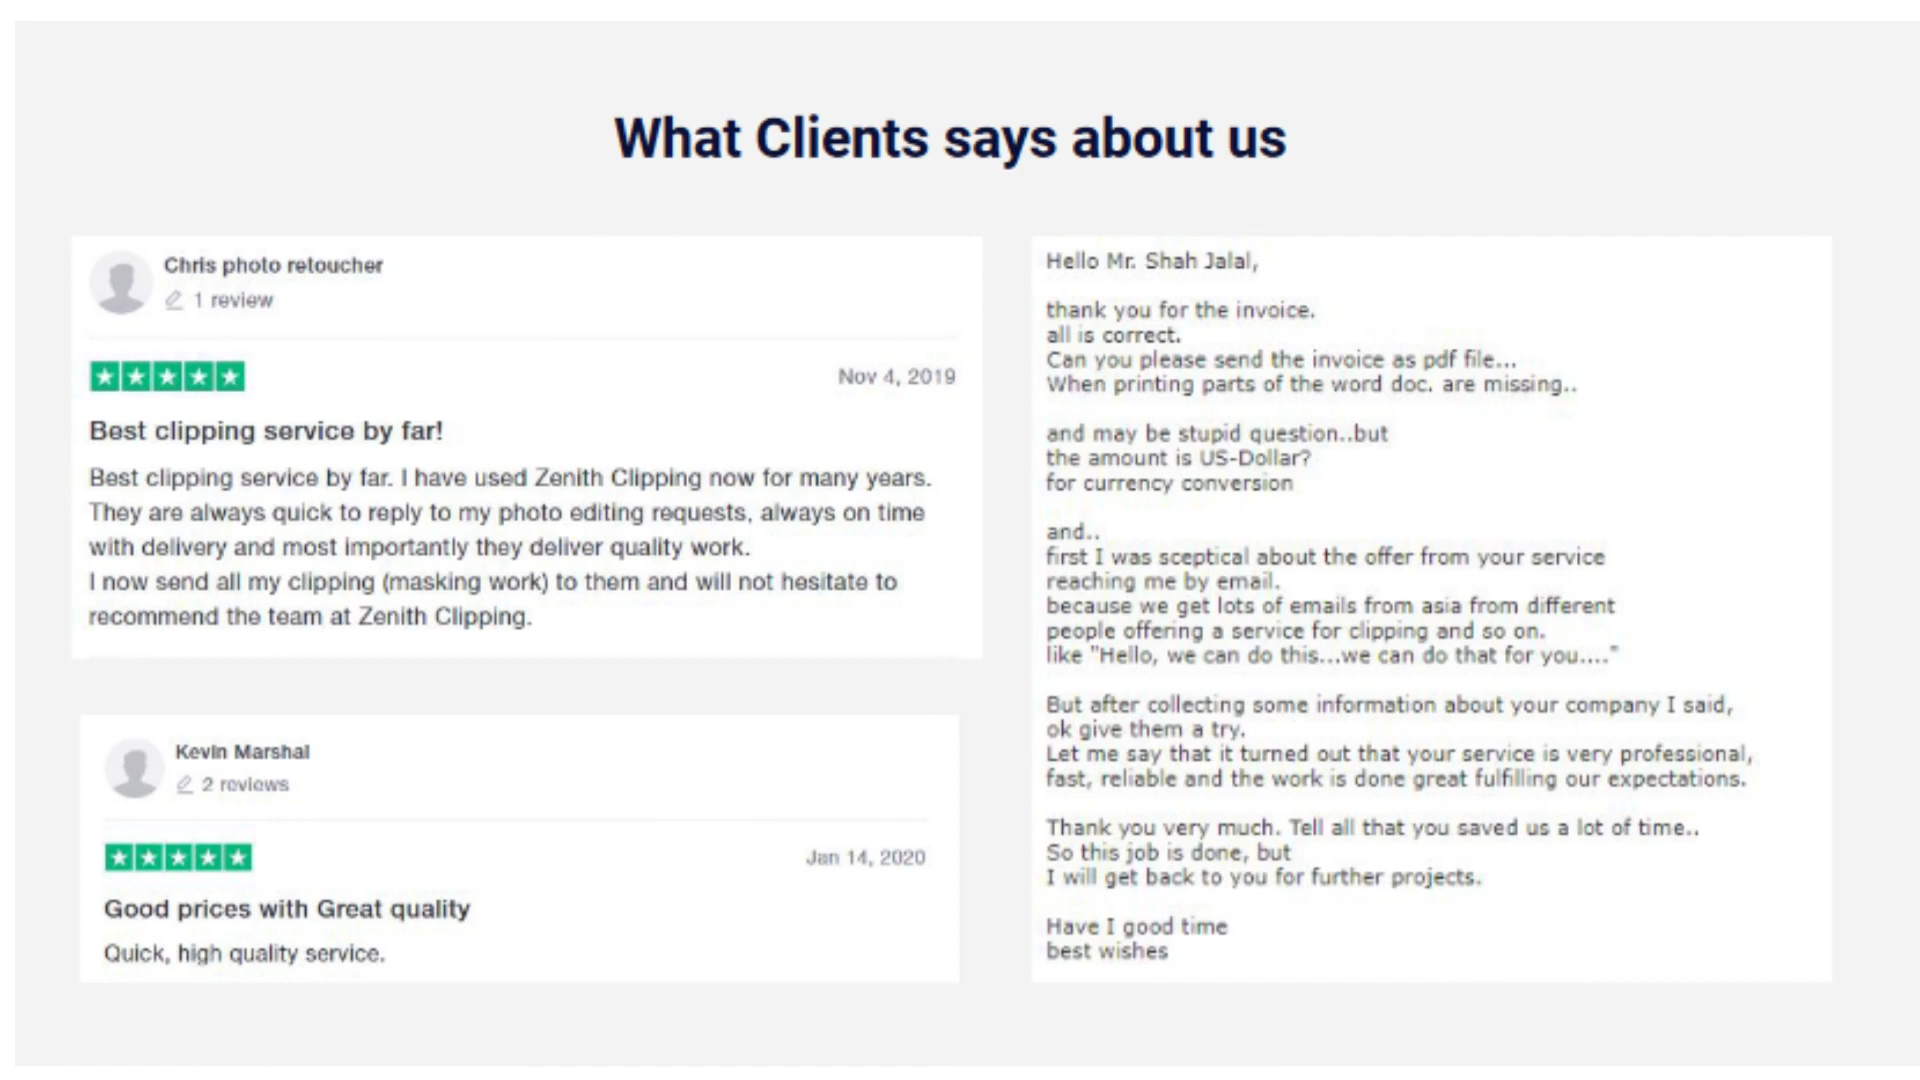 What Clients says about us
Chris photo retoucher
1 review
Nov 4, 2019
Best clipping service by far!
Best clipping service by far. I have used Zenith Clipping now for many years.
They are always quick to reply to my photo editing requests, always on time
with delivery and most importantly they deliver quality work.
I now send all my clipping (masking work) to them and will not hesitate to
recommend the team at Zenith Clipping.
Kevin Marshal
2 reviews
Jan 14, 2020
Good prices with Great quality
Quick, high quality service.
Hello Mr. Shah Jalal,
thank you for the invoice.
all is correct.
Can you please send the invoice as pdf file...
When printing parts of the word doc. are missing..
and may be stupid question..but
the amount is US-Dollar?
for currency conversion
and..
first I was sceptical about the offer from your service
reaching me by email.
because we get lots of emails from asia from different
people offering a service for clipping and so on.
like "Hello, we can do this...we can do that for you...."
But after collecting some information about your company I said,
ok give them a try.
Let me say that it turned out that your service is very professional,
fast, reliable and the work is done great fulfilling our expectations.
Thank you very much. Tell all that you saved us a lot of time..
So this job is done, but
I will get back to you for further projects.
Have I good time
best wishes